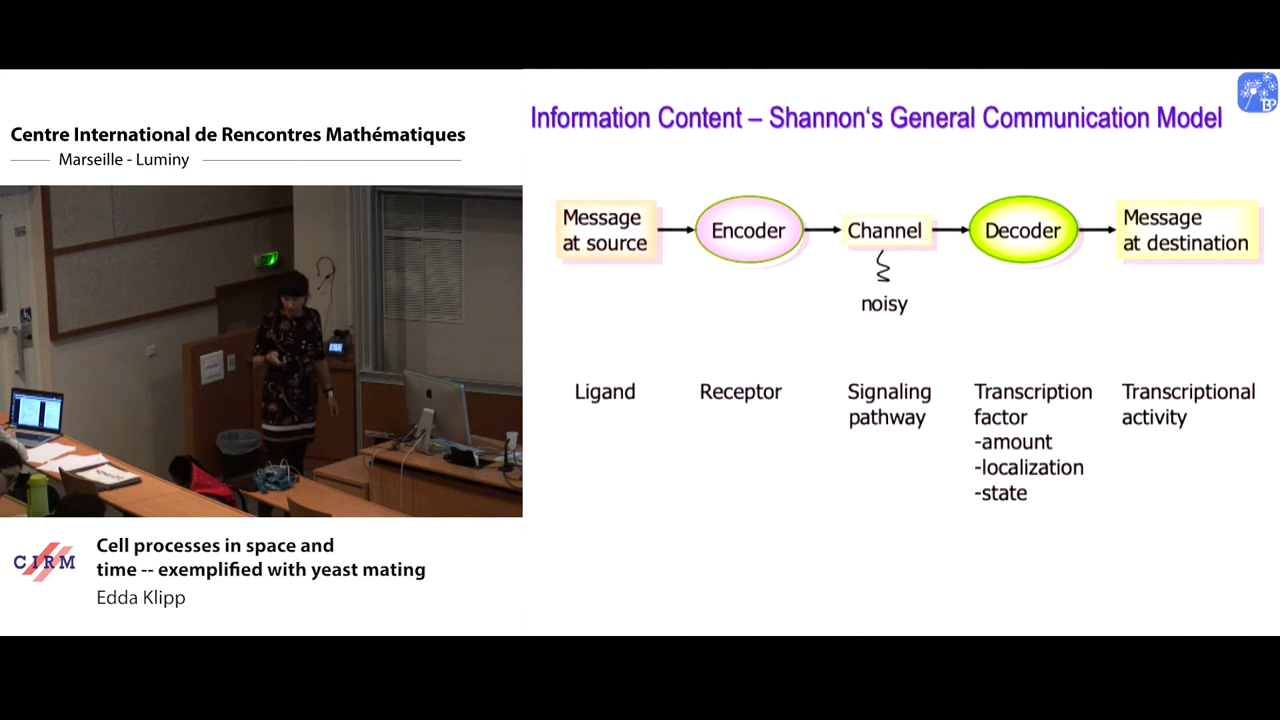 Centre International de Rencontres Mathématiques
Marseille - Luminy
CIRM
Cell processes in space and
time -- exemplified with yeast mating
Edda Klipp
Information Content – Shannon‘s General Communication Model
Message
at source
Encoder
Channel
Decoder
Message
at destination
noisy
Ligand
Receptor
Signaling
pathway
Transcription
factor
-amount
-localization
-state
Transcriptional
activity